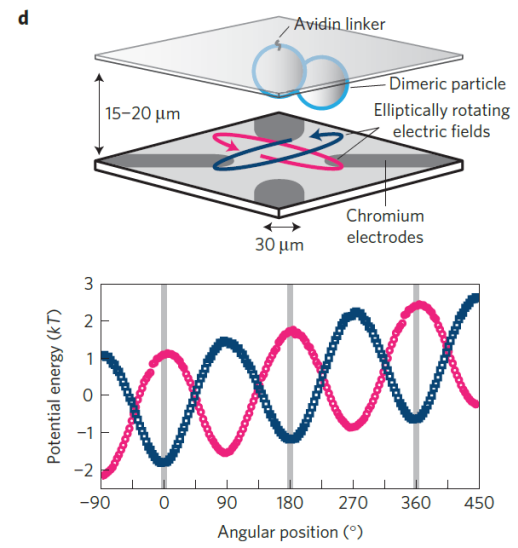 d
Avidin linker
Dimeric particle
15–20 μm
Elliptically rotating
electric fields
Chromium
electrodes
30 μm
3
2
1
0
−1
−2
Potential energy (kT)
−90 0 90 180 270 360 450
Angular position (°)